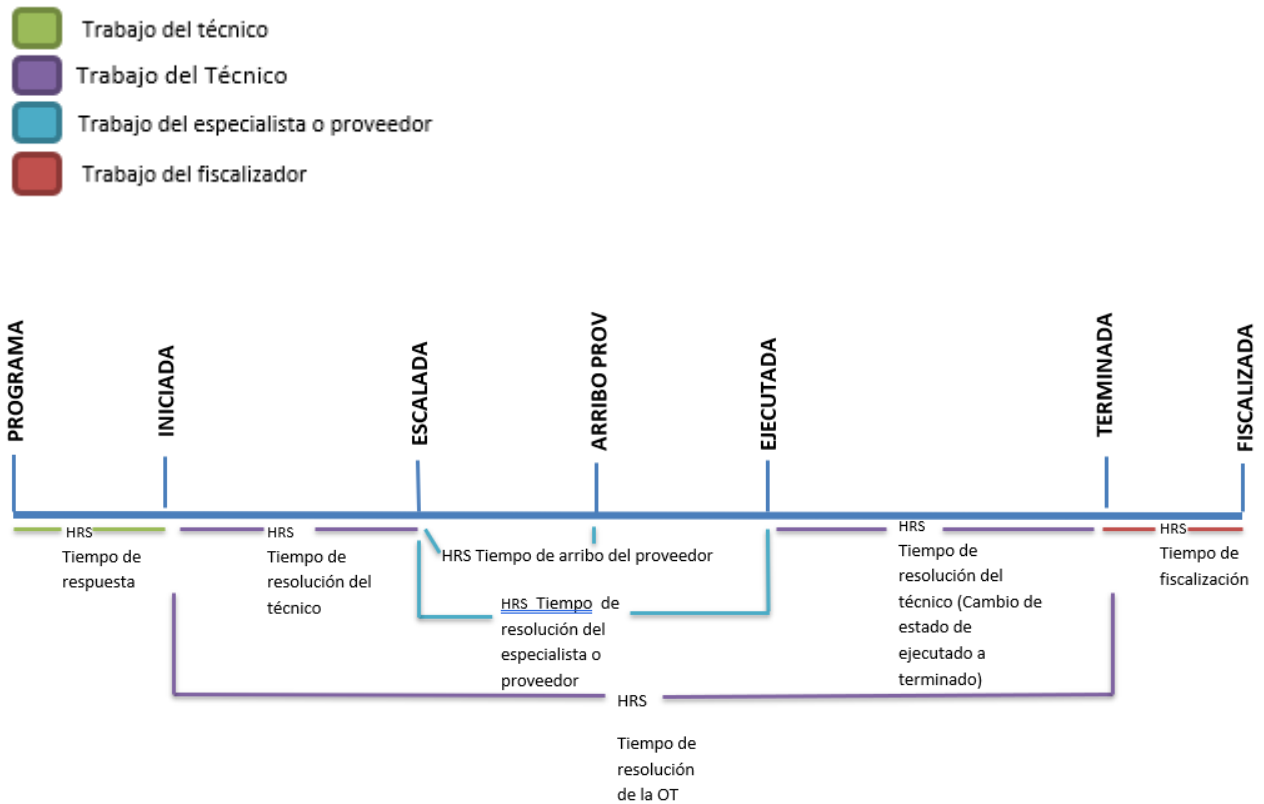 Trabajo del técnico
Trabajo del Técnico
Trabajo del especialista o proveedor
Trabajo del fiscalizador
PROGRAMA
INICIADA
ESCALADA
ARRIBO PROV
EJECUTADA
TERMINADA
FISCALIZADA
HRS
Tiempo de
respuesta
HRS
Tiempo de
resolución del
técnico
HRS Tiempo de arribo del proveedor
HRS Tiempo de
resolución del
especialista o
proveedor
HRS
Tiempo de
resolución del
técnico (Cambio de
estado de
ejecutado a
terminado)
HRS
Tiempo de
fiscalización
HRS
Tiempo de
resolución
de la OT